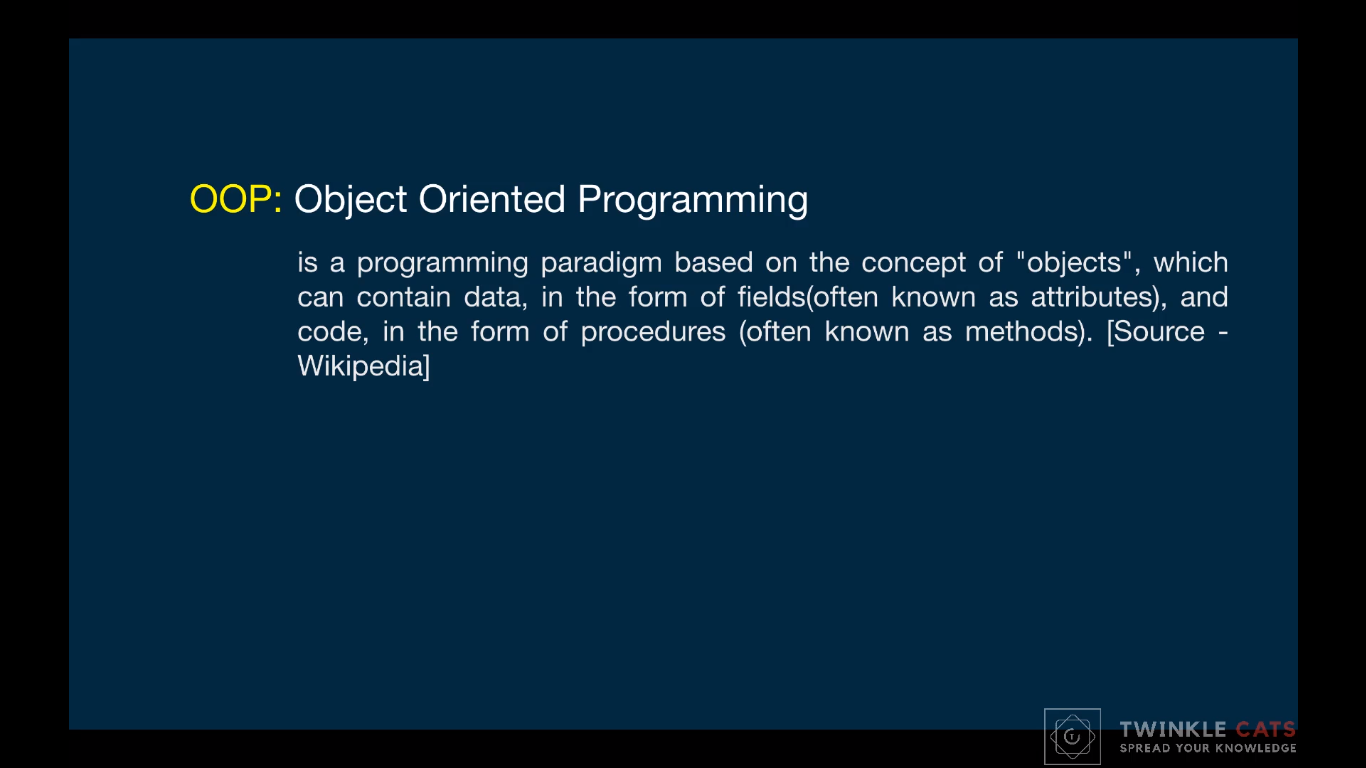 OOP: Object Oriented Programming
is a programming paradigm based on the concept of "objects", which
can contain data, in the form of fields(often known as attributes), and
code, in the form of procedures (often known as methods). [Source -
Wikipedia]
TWINKLE CATS
SPREAD YOUR KNOWLEDGE